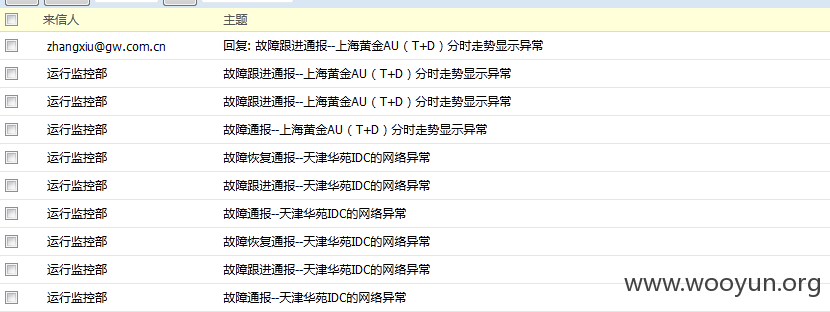 来信人 主题
zhangxiu@gw.com.cn 回复: 故障跟进通报--上海黄金AU（T+D）分时走势显示异常
运行监控部 故障跟进通报--上海黄金AU（T+D）分时走势显示异常
运行监控部 故障跟进通报--上海黄金AU（T+D）分时走势显示异常
运行监控部 故障通报--上海黄金AU（T+D）分时走势显示异常
运行监控部 故障恢复通报--天津华苑IDC的网络异常
运行监控部 故障跟进通报--天津华苑IDC的网络异常
运行监控部 故障通报--天津华苑IDC的网络异常
运行监控部 故障恢复通报--天津华苑IDC的网络异常
运行监控部 故障跟进通报--天津华苑IDC的网络异常
运行监控部 故障通报--天津华苑IDC的网络异常
www.wooyun.org